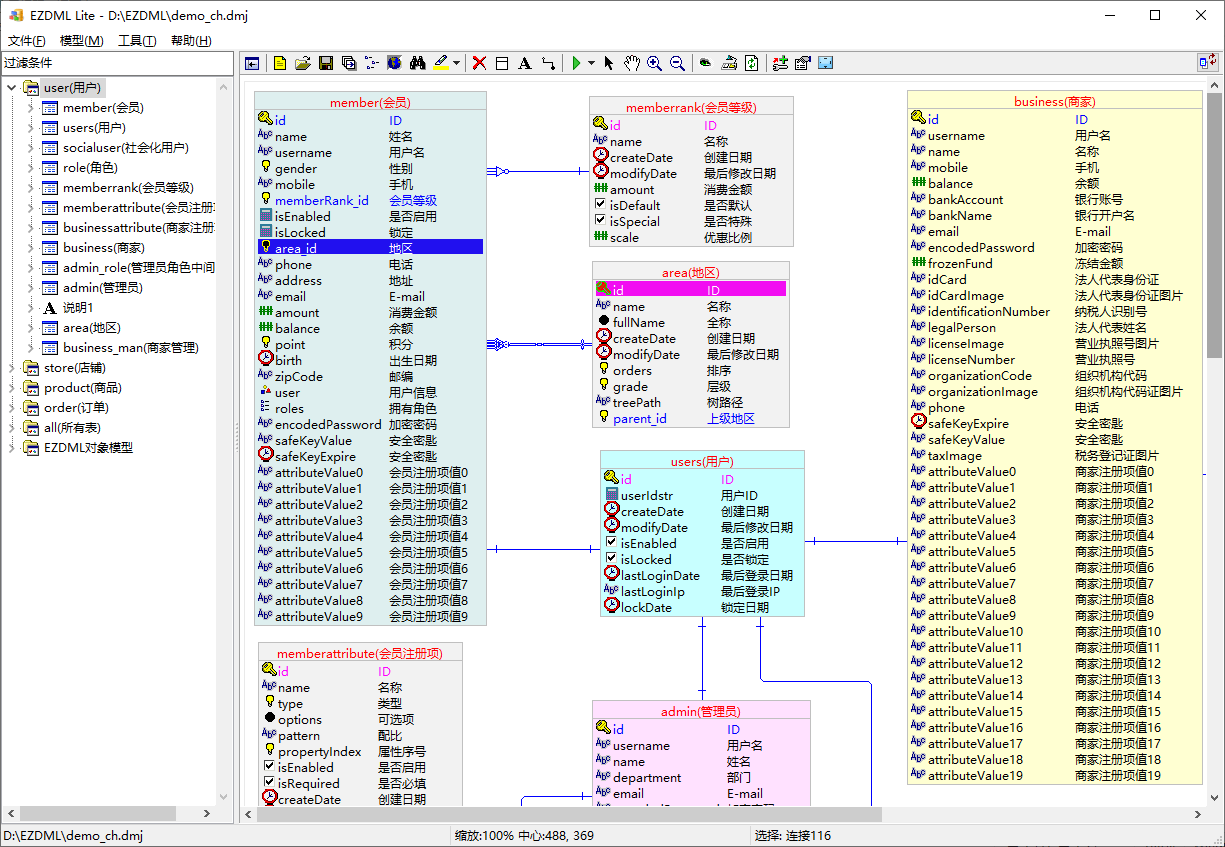 EZDML Lite - D:\EZDML\demo_ch.dmj
文件(F) 模型(M) 工具(T) 帮助(H)
过滤条件
user(用户)
member(会员)
users(用户)
socialuser(社会化用户)
role(角色)
memberrank(会员等级)
memberattribute(会员注册项
businessattribute(商家注册
business(商家)
admin_role(管理员角色中间
admin(管理员)
A 说明1
area(地区)
business_man(商家管理)
store(店铺)
product(商品)
order(订单)
all(所有表)
EZDML对象模型
member(会员)
id ID
name 姓名
username 用户名
gender 性别
mobile 手机
memberRank_id 会员等级
isEnabled 是否启用
isLocked 锁定
area_id 地区
phone 电话
address 地址
email E-mail
amount 消费金额
balance 余额
point 积分
birth 出生日期
zipCode 邮编
user 用户信息
roles 拥有角色
encodedPassword 加密密码
safeKeyValue 安全密匙
safeKeyExpire 安全密匙
attributeValue0 会员注册项值0
attributeValue1 会员注册项值1
attributeValue2 会员注册项值2
attributeValue3 会员注册项值3
attributeValue4 会员注册项值4
attributeValue5 会员注册项值5
attributeValue6 会员注册项值6
attributeValue7 会员注册项值7
attributeValue8 会员注册项值8
attributeValue9 会员注册项值9
memberattribute(会员注册项)
id ID
name 名称
type 类型
options 可选项
pattern 配比
propertyIndex 属性序号
isEnabled 是否启用
isRequired 是否必填
createDate 创建日期
memberrank(会员等级)
id ID
name 名称
createDate 创建日期
modifyDate 最后修改日期
amount 消费金额
isDefault 是否默认
isSpecial 是否特殊
scale 优惠比例
area(地区)
id ID
name 名称
fullName 全称
createDate 创建日期
modifyDate 最后修改日期
orders 排序
grade 层级
treePath 树路径
parent_id 上级地区
users(用户)
id ID
userIdstr 用户ID
createDate 创建日期
modifyDate 最后修改日期
isEnabled 是否启用
isLocked 是否锁定
lastLoginDate 最后登录日期
lastLoginIp 最后登录IP
lockDate 锁定日期
admin(管理员)
id ID
username 用户名
name 姓名
department 部门
email E-mail
business(商家)
id ID
username 用户名
name 名称
mobile 手机
balance 余额
bankAccount 银行账号
bankName 银行开户名
email E-mail
encodedPassword 加密密码
frozenFund 冻结金额
idCard 法人代表身份证
idCardImage 法人代表身份证图片
identificationNumber 纳税人识别号
legalPerson 法人代表姓名
licenseImage 营业执照号图片
licenseNumber 营业执照号
organizationCode 组织机构代码
organizationImage 组织机构代码证图片
phone 电话
safeKeyExpire 安全密匙
safeKeyValue 安全密匙
taxImage 税务登记证图片
attributeValue0 商家注册项值0
attributeValue1 商家注册项值1
attributeValue2 商家注册项值2
attributeValue3 商家注册项值3
attributeValue4 商家注册项值4
attributeValue5 商家注册项值5
attributeValue6 商家注册项值6
attributeValue7 商家注册项值7
attributeValue8 商家注册项值8
attributeValue9 商家注册项值9
attributeValue10 商家注册项值10
attributeValue11 商家注册项值11
attributeValue12 商家注册项值12
attributeValue13 商家注册项值13
attributeValue14 商家注册项值14
attributeValue15 商家注册项值15
attributeValue16 商家注册项值16
attributeValue17 商家注册项值17
attributeValue18 商家注册项值18
attributeValue19 商家注册项值19
D:\EZDML\demo_ch.dmj 缩放:100% 中心:488, 369 选择: 连接116